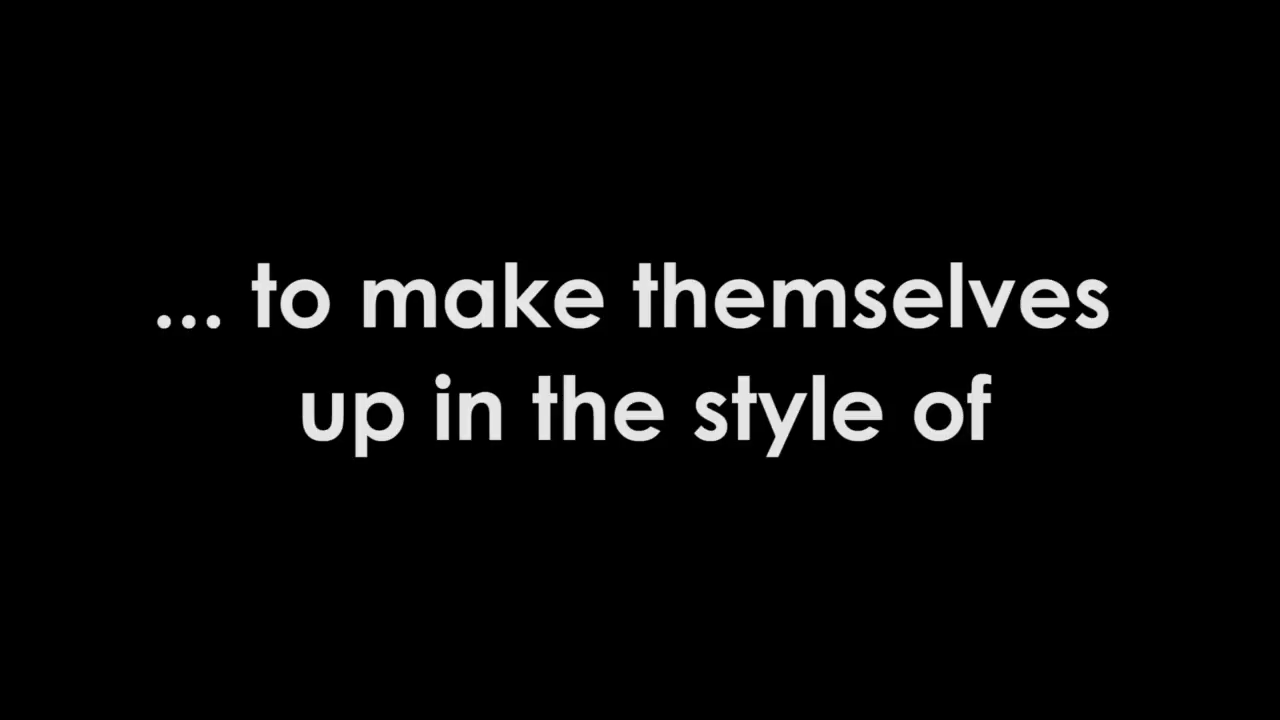 ... to make themselves
up in the style of